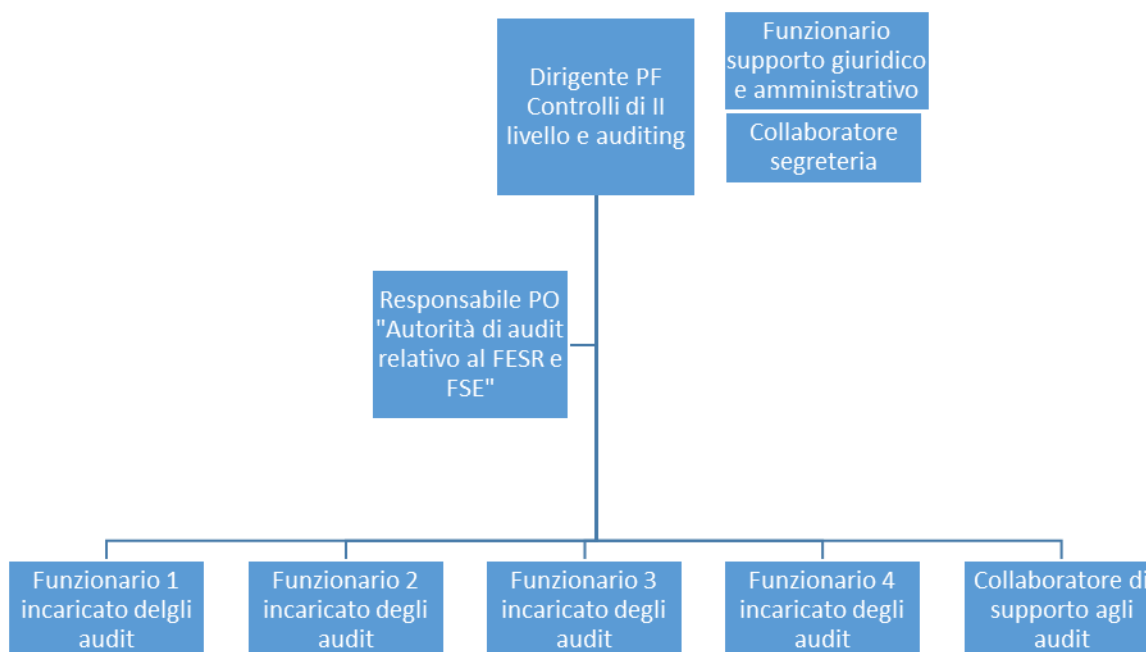 Dirigente PF
Controlli di II
livello e auditing
Funzionario
supporto giuridico
e amministrativo
Collaboratore
segreteria
Responsabile PO
"Autorità di audit
relativo al FESR e
FSE"
Funzionario 1
incaricato delgli
audit
Funzionario 2
incaricato degli
audit
Funzionario 3
incaricato degli
audit
Funzionario 4
incaricato degli
audit
Collaboratore di
supporto agli
audit